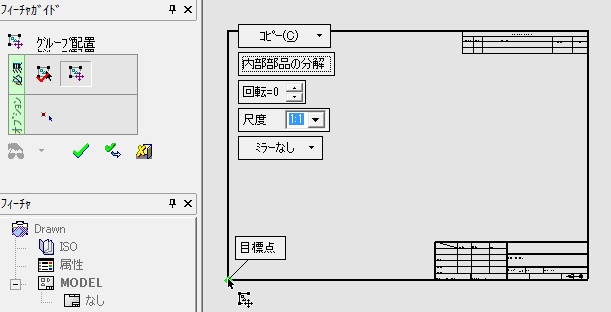 フィーチャガイド
グループ配置
必須
オプション
フィーチャ
Drawn
ISO
属性
MODEL
なし
コピー(C)
内部部品の分解
回転=0
尺度 1:1
ミラーなし
目標点